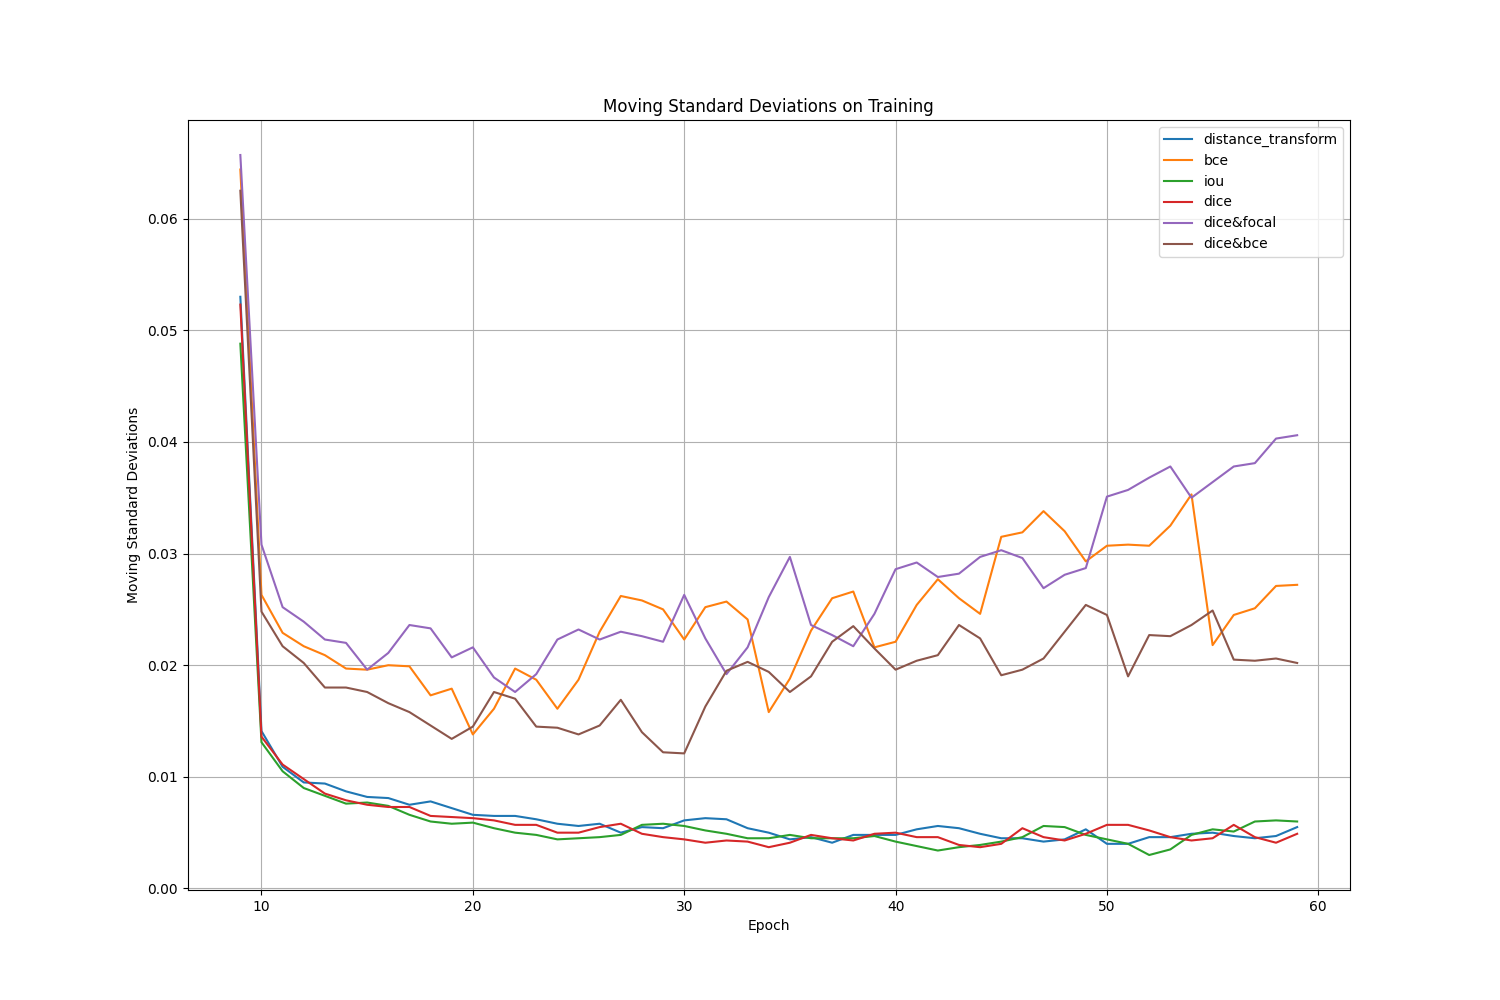 Moving Standard Deviations on Training
distance_transform
bce
iou
dice
dice&focal
dice&bce
Moving Standard Deviations
0.06
0.05
0.04
0.03
0.02
0.01
0.00
10 20 30 40 50 60
Epoch